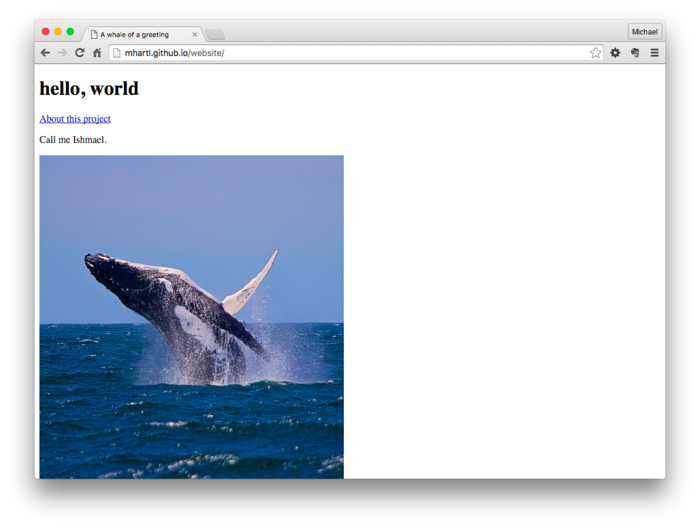 A whale of a greeting
Michael
mhartl.github.io/website/
hello, world
About this project
Call me Ishmael.